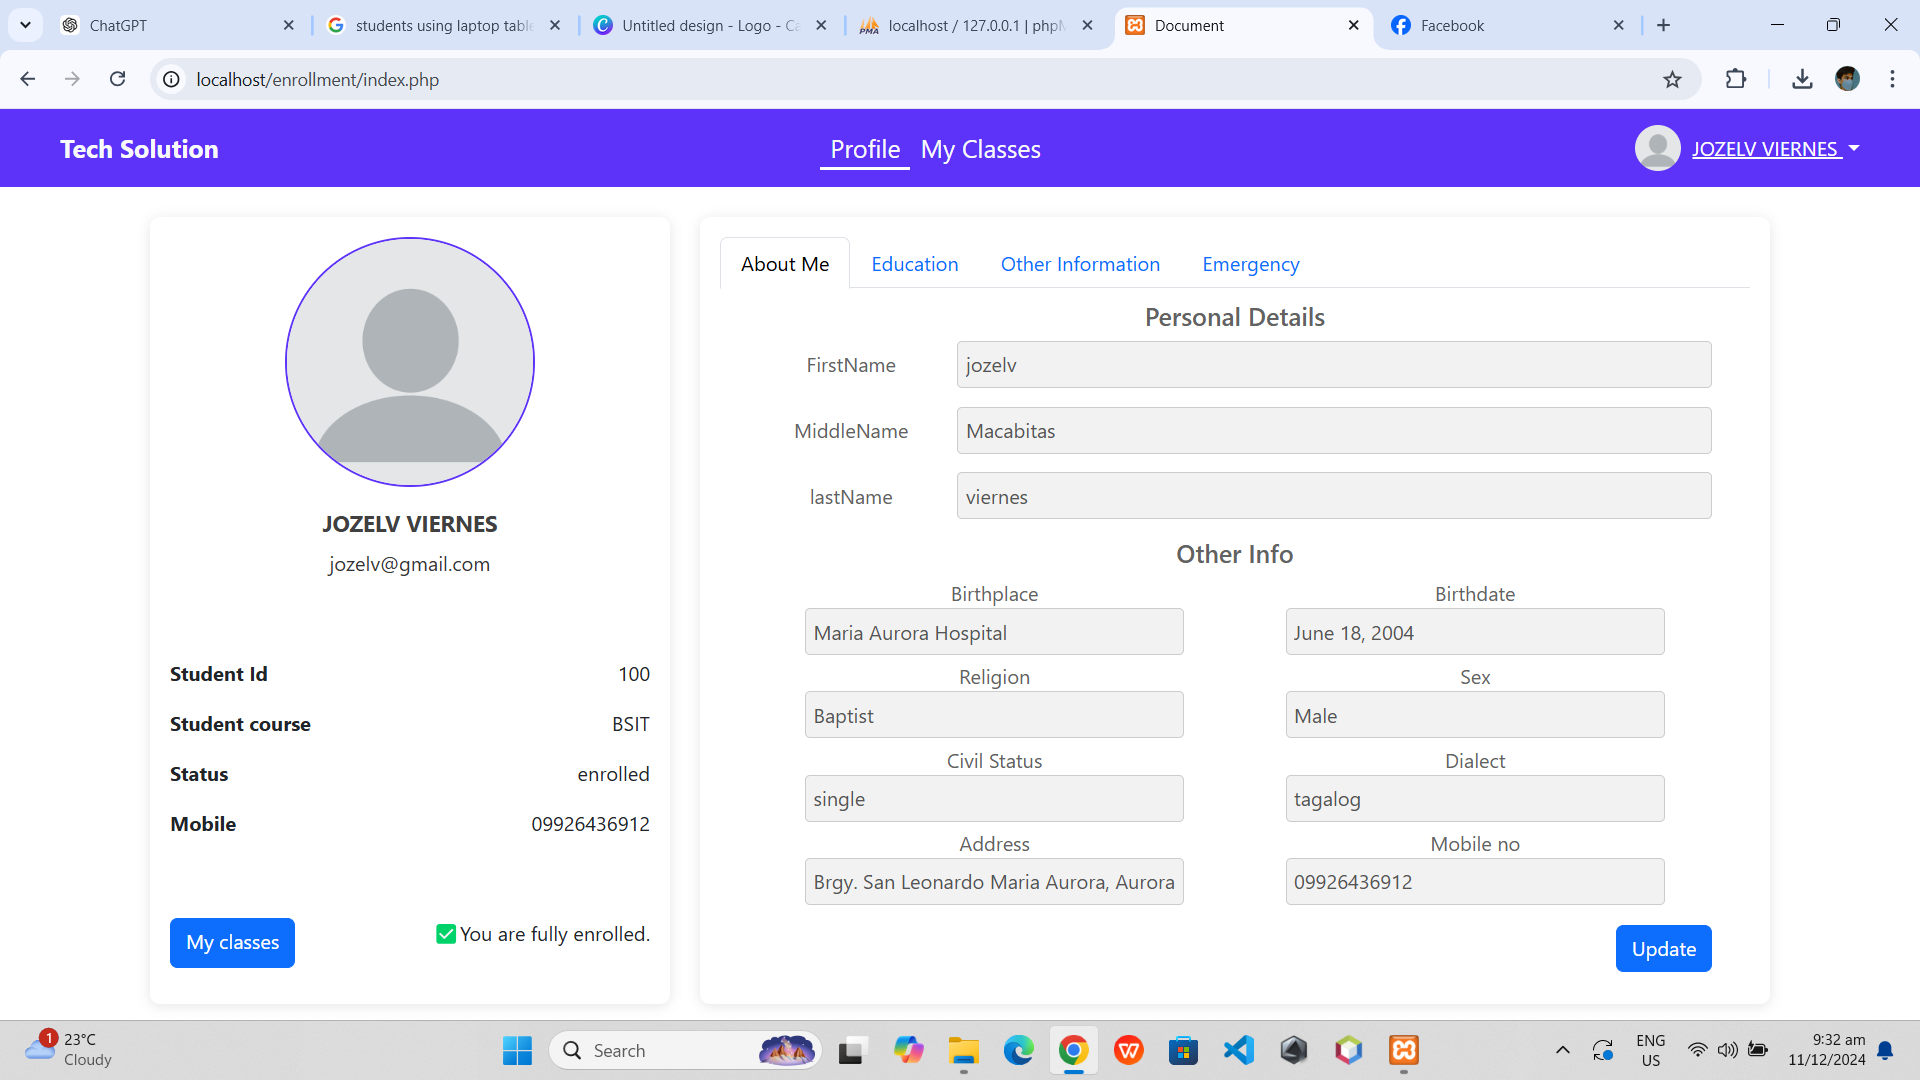 ChatGPT
students using laptop table
Untitled design - Logo - Ca
localhost / 127.0.0.1 | phpM
Document
Facebook
localhost/enrollment/index.php
Tech Solution
Profile
My Classes
JOZELV VIERNES
JOZELV VIERNES
jozelv@gmail.com
Student Id 100
Student course BSIT
Status enrolled
Mobile 09926436912
My classes
You are fully enrolled.
About Me
Education
Other Information
Emergency
Personal Details
FirstName jozelv
MiddleName Macabitas
lastName viernes
Other Info
Birthplace Birthdate
Maria Aurora Hospital June 18, 2004
Religion Sex
Baptist Male
Civil Status Dialect
single tagalog
Address Mobile no
Brgy. San Leonardo Maria Aurora, Aurora 09926436912
Update
1
23°C
Cloudy
Search
ENG
US
9:32 am
11/12/2024